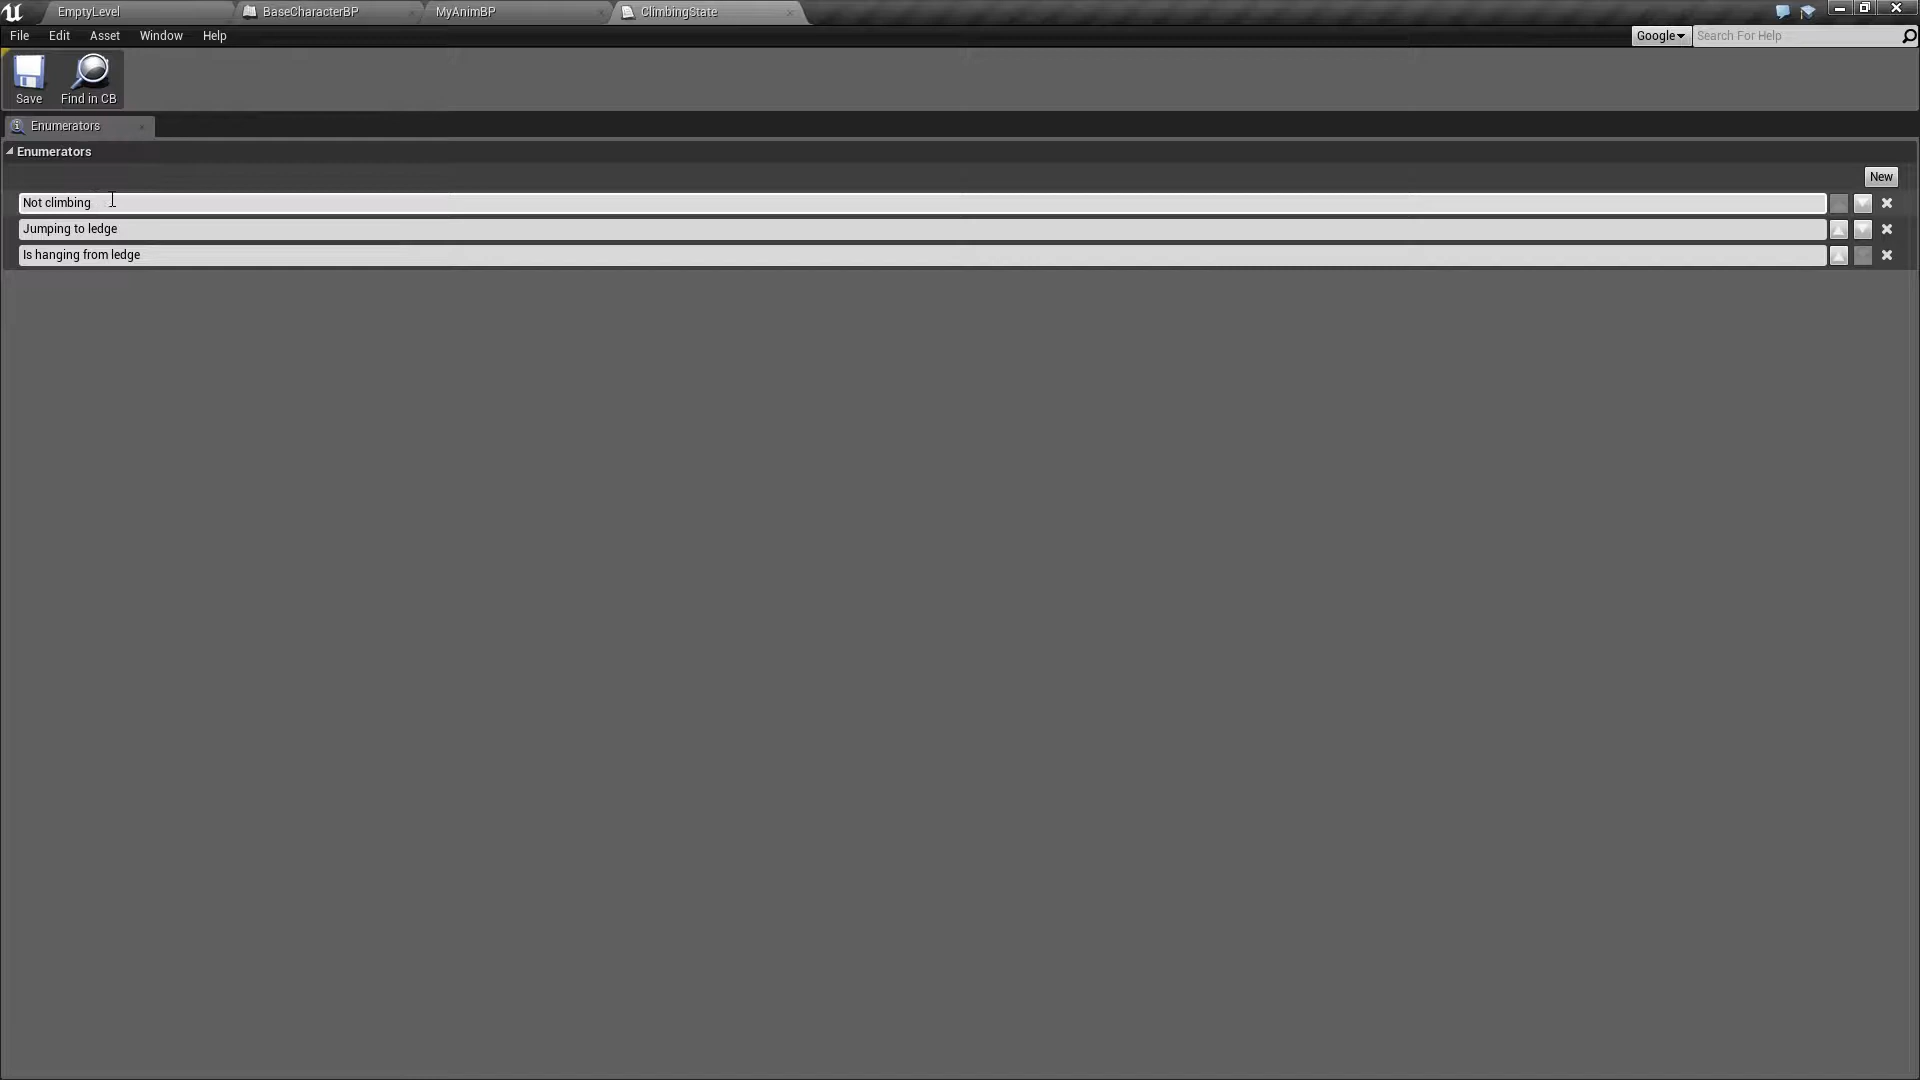 EmptyLevel BaseCharacterBP MyAnimBP ClimbingState
File Edit Asset Window Help Google Search For Help
Save Find in CB
Enumerators
Enumerators
New
Not climbing
Jumping to ledge
Is hanging from ledge